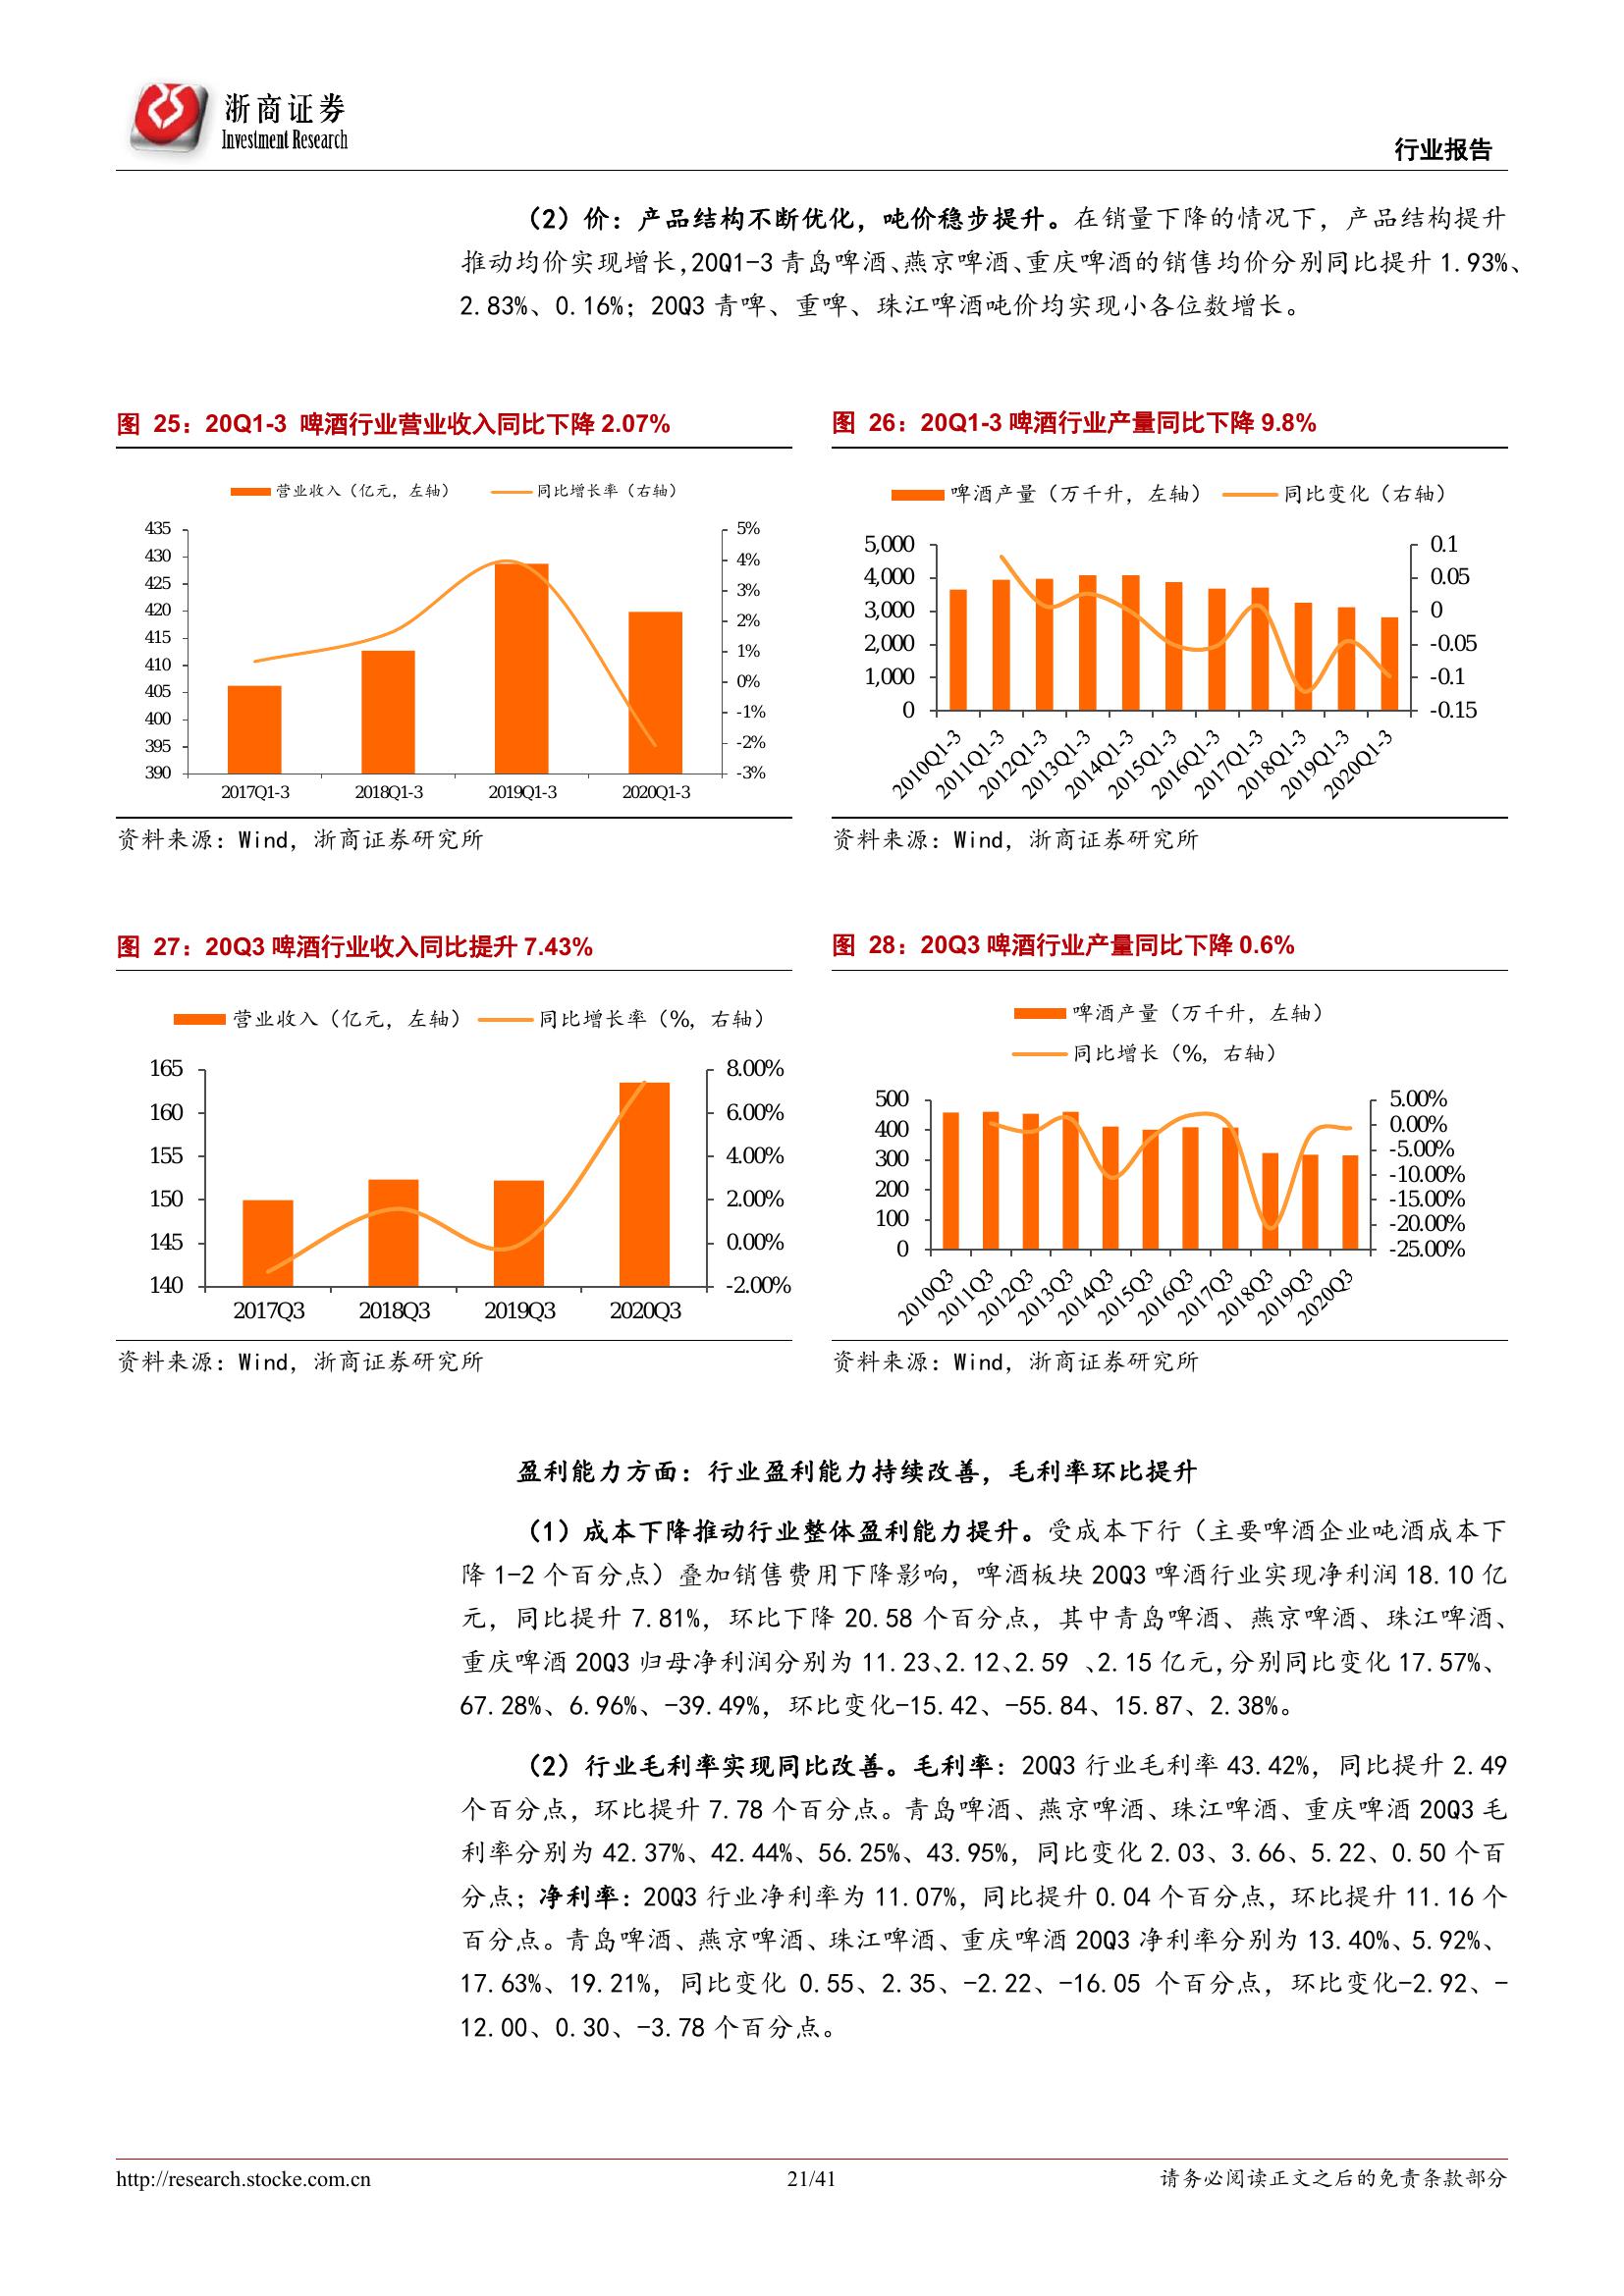 浙商证券
Investment Research
行业报告
（2）价：产品结构不断优化，吨价稳步提升。在销量下降的情况下，产品结构提升
推动均价实现增长，20Q1-3 青岛啤酒、燕京啤酒、重庆啤酒的销售均价分别同比提升 1.93%、
2.83%、0.16%；20Q3 青啤、重啤、珠江啤酒吨价均实现小各位数增长。
图 25：20Q1-3 啤酒行业营业收入同比下降 2.07%
营业收入（亿元，左轴）
同比增长率（右轴）
435
430
425
420
415
410
405
400
395
390
5%
4%
3%
2%
1%
0%
-1%
-2%
-3%
2017Q1-3
2018Q1-3
2019Q1-3
2020Q1-3
资料来源：Wind，浙商证券研究所
图 26：20Q1-3 啤酒行业产量同比下降 9.8%
啤酒产量（万千升，左轴）
同比变化（右轴）
5,000
4,000
3,000
2,000
1,000
0
0.1
0.05
0
-0.05
-0.1
-0.15
2010Q1-3
2011Q1-3
2012Q1-3
2013Q1-3
2014Q1-3
2015Q1-3
2016Q1-3
2017Q1-3
2018Q1-3
2019Q1-3
2020Q1-3
资料来源：Wind，浙商证券研究所
图 27：20Q3 啤酒行业收入同比提升 7.43%
营业收入（亿元，左轴）
同比增长率（%，右轴）
165
160
155
150
145
140
8.00%
6.00%
4.00%
2.00%
0.00%
-2.00%
2017Q3
2018Q3
2019Q3
2020Q3
资料来源：Wind，浙商证券研究所
图 28：20Q3 啤酒行业产量同比下降 0.6%
啤酒产量（万千升，左轴）
同比增长（%，右轴）
500
400
300
200
100
0
5.00%
0.00%
-5.00%
-10.00%
-15.00%
-20.00%
-25.00%
2010Q3
2011Q3
2012Q3
2013Q3
2014Q3
2015Q3
2016Q3
2017Q3
2018Q3
2019Q3
2020Q3
资料来源：Wind，浙商证券研究所
盈利能力方面：行业盈利能力持续改善，毛利率环比提升
（1）成本下降推动行业整体盈利能力提升。受成本下行（主要啤酒企业吨酒成本下
降 1-2 个百分点）叠加销售费用下降影响，啤酒板块 20Q3 啤酒行业实现净利润 18.10 亿
元，同比提升 7.81%，环比下降 20.58 个百分点，其中青岛啤酒、燕京啤酒、珠江啤酒、
重庆啤酒 20Q3 归母净利润分别为 11.23、2.12、2.59 、2.15 亿元，分别同比变化 17.57%、
67.28%、6.96%、-39.49%，环比变化-15.42、-55.84、15.87、2.38%。
（2）行业毛利率实现同比改善。毛利率：20Q3 行业毛利率 43.42%，同比提升 2.49
个百分点，环比提升 7.78 个百分点。青岛啤酒、燕京啤酒、珠江啤酒、重庆啤酒 20Q3 毛
利率分别为 42.37%、42.44%、56.25%、43.95%，同比变化 2.03、3.66、5.22、0.50 个百
分点；净利率：20Q3 行业净利率为 11.07%，同比提升 0.04 个百分点，环比提升 11.16 个
百分点。青岛啤酒、燕京啤酒、珠江啤酒、重庆啤酒 20Q3 净利率分别为 13.40%、5.92%、
17.63%、19.21%，同比变化 0.55、2.35、-2.22、-16.05 个百分点，环比变化-2.92、-
12.00、0.30、-3.78 个百分点。
http://research.stocke.com.cn
21/41
请务必阅读正文之后的免责条款部分